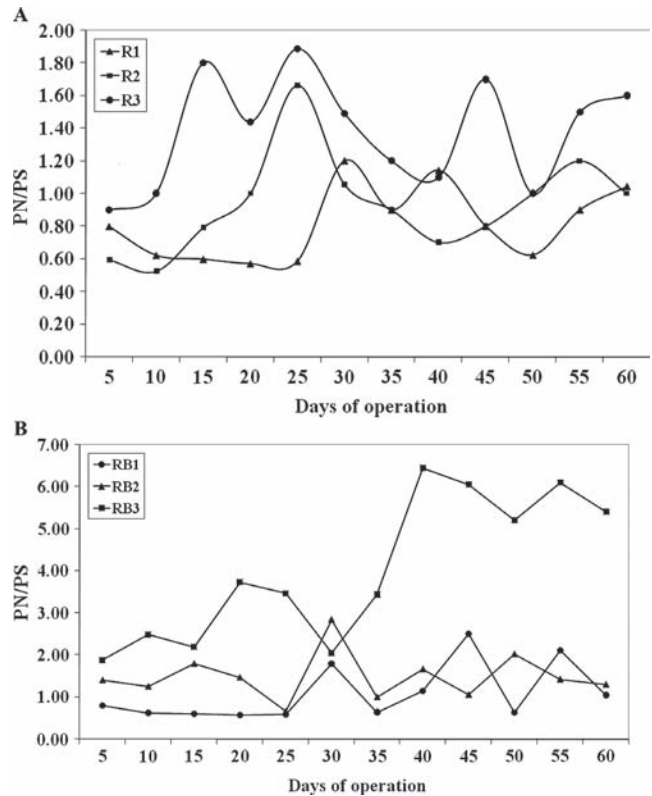 A
2.00
1.80
1.60
1.40
1.20
1.00
0.80
0.60
0.40
0.20
0.00
PN/PS
R1
R2
R3
5 10 15 20 25 30 35 40 45 50 55 60
Days of operation
B
7.00
6.00
5.00
4.00
3.00
2.00
1.00
0.00
PN/PS
RB1
RB2
RB3
5 10 15 20 25 30 35 40 45 50 55 60
Days of operation